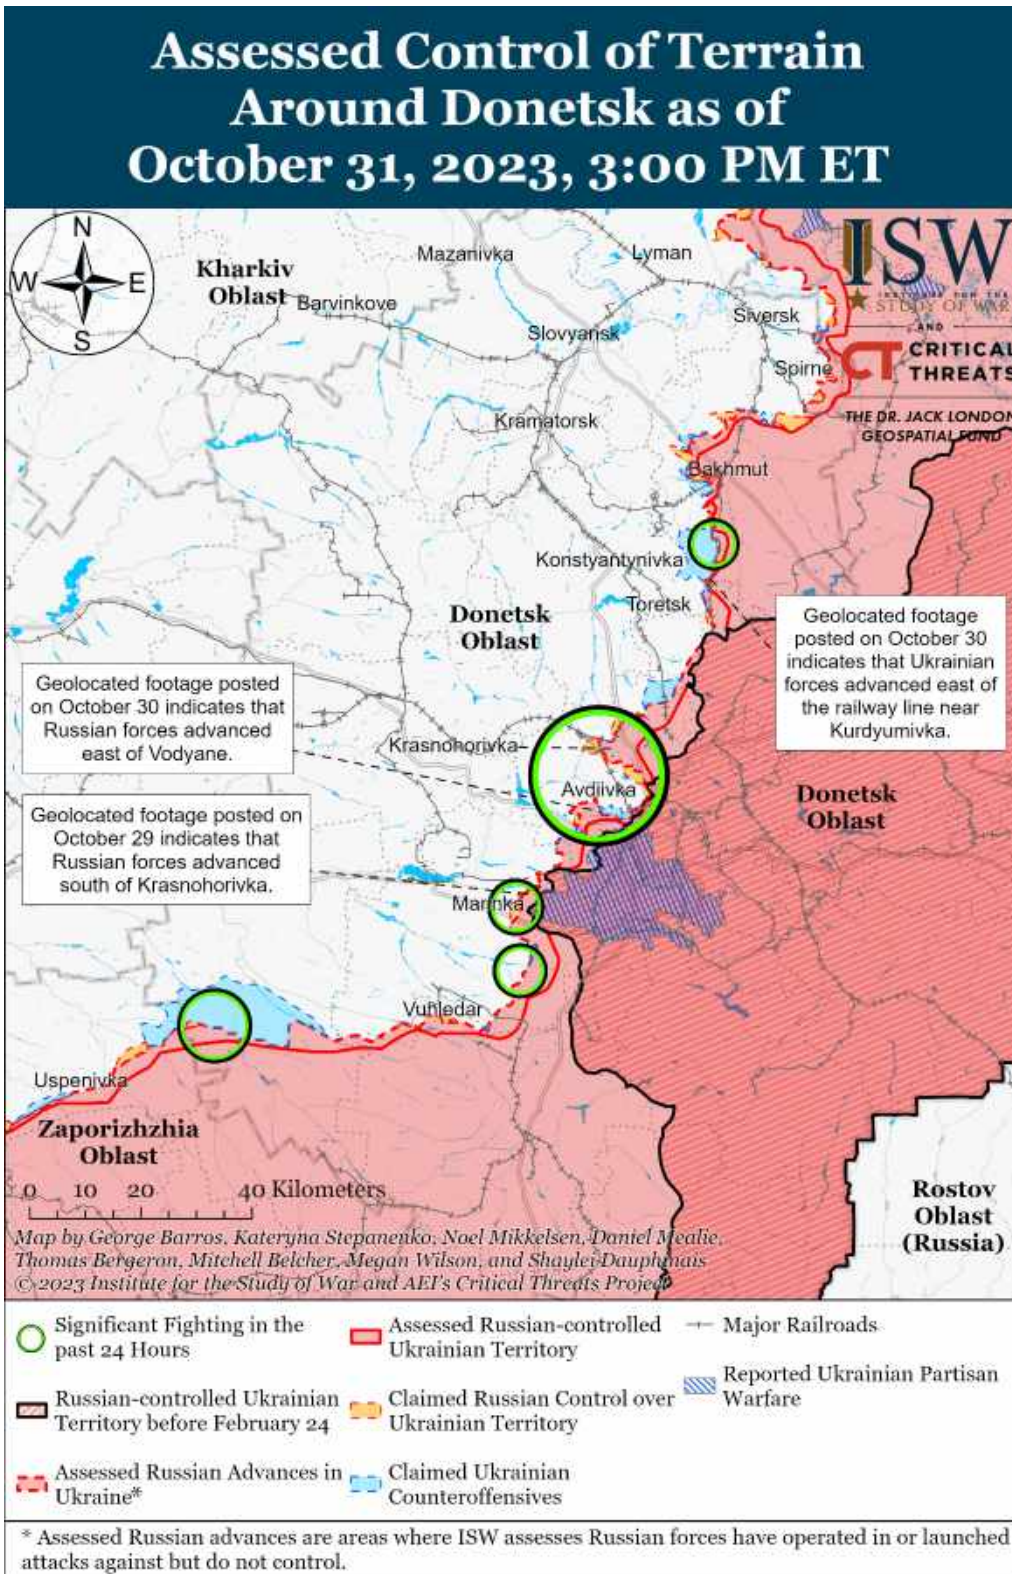 Assessed Control of Terrain
Around Donetsk as of
October 31, 2023, 3:00 PM ET
N
W
E
S
Kharkiv
Oblast
Mazanivka
Lyman
Barvinkove
Slovyansk
Siversk
Spirne
ISW
INSTITUTE FOR THE
STUDY OF WAR
AND
CT CRITICAL
THREATS
THE DR. JACK LONDON
GEOSPATIAL FUND
Kramatorsk
Bakhmut
Konstyantynivka
Toretsk
Donetsk
Oblast
Geolocated footage
posted on October 30
indicates that Ukrainian
forces advanced east of
the railway line near
Kurdyumivka.
Geolocated footage posted
on October 30 indicates that
Russian forces advanced
east of Vodyane.
Krasnohorivka
Avdiivka
Donetsk
Oblast
Geolocated footage posted on
October 29 indicates that
Russian forces advanced
south of Krasnohorivka.
Marinka
Vuhledar
Uspenivka
Zaporizhzhia
Oblast
0 10 20 40 Kilometers
Rostov
Oblast
(Russia)
Map by George Barros, Kateryna Stepanenko, Noel Mikkelsen, Daniel Mealie,
Thomas Bergeron, Mitchell Belcher, Megan Wilson, and Shaylei Dauphinais
© 2023 Institute for the Study of War and AEI's Critical Threats Project
Significant Fighting in the
past 24 Hours
Russian-controlled Ukrainian
Territory before February 24
Assessed Russian Advances in
Ukraine*
Assessed Russian-controlled
Ukrainian Territory
Claimed Russian Control over
Ukrainian Territory
Claimed Ukrainian
Counteroffensives
Major Railroads
Reported Ukrainian Partisan
Warfare
* Assessed Russian advances are areas where ISW assesses Russian forces have operated in or launched
attacks against but do not control.